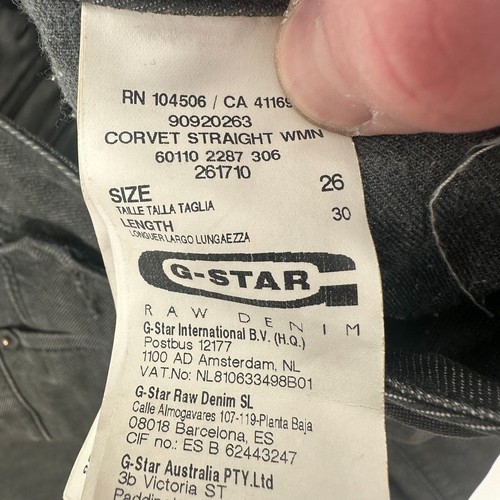 RN 104506 / CA 41169
90920263
CORVET STRAIGHT WMN
60110 2287 306
261710
SIZE 26
TAILLE TALLA TAGLIA
LENGTH 30
LONGUER LARGO LUNGAEZZA
G-STAR
RAW DENIM
G-Star International B.V. (H.Q.)
Postbus 12177
1100 AD Amsterdam, NL
VAT.No: NL810633498B01
G-Star Raw Denim SL
Calle Almogavares 107-119-Planta Baja
08018 Barcelona, ES
CIF no.: ES B 62443247
G-Star Australia PTY.Ltd
3b Victoria ST